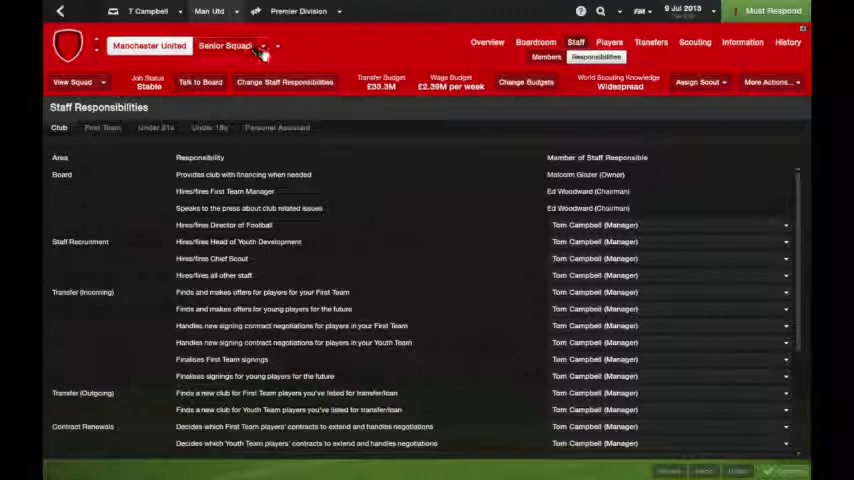 T Campbell Man Utd Premier Division 9 Jul 2013 Must Respond
Manchester United Senior Squad Overview Boardroom Staff Players Transfers Scouting Information History
Members Responsibilities
View Squad Job Status Stable Talk to Board Change Staff Responsibilities Transfer Budget £33.3M Wage Budget £2.39M per week Change Budgets World Scouting Knowledge Widespread Assign Scout More Actions...
Staff Responsibilities
Club First Team Under 21s Under 18s Personal Assistant
Area Responsibility Member of Staff Responsible
Board Provides club with financing when needed Malcolm Glazer (Owner)
Hires/fires First Team Manager Ed Woodward (Chairman)
Speaks to the press about club related issues Ed Woodward (Chairman)
Hires/fires Director of Football Tom Campbell (Manager)
Staff Recruitment Hires/fires Head of Youth Development Tom Campbell (Manager)
Hires/fires Chief Scout Tom Campbell (Manager)
Hires/fires all other staff Tom Campbell (Manager)
Transfer (Incoming) Finds and makes offers for players for your First Team Tom Campbell (Manager)
Finds and makes offers for young players for the future Tom Campbell (Manager)
Handles new signing contract negotiations for players in your First Team Tom Campbell (Manager)
Handles new signing contract negotiations for players in your Youth Team Tom Campbell (Manager)
Finalises First Team signings Tom Campbell (Manager)
Finalises signings for young players for the future Tom Campbell (Manager)
Transfer (Outgoing) Finds a new club for First Team players you've listed for transfer/loan Tom Campbell (Manager)
Finds a new club for Youth Team players you've listed for transfer/loan Tom Campbell (Manager)
Contract Renewals Decides which First Team players' contracts to extend and handles negotiations Tom Campbell (Manager)
Decides which Youth Team players' contracts to extend and handles negotiations Tom Campbell (Manager)